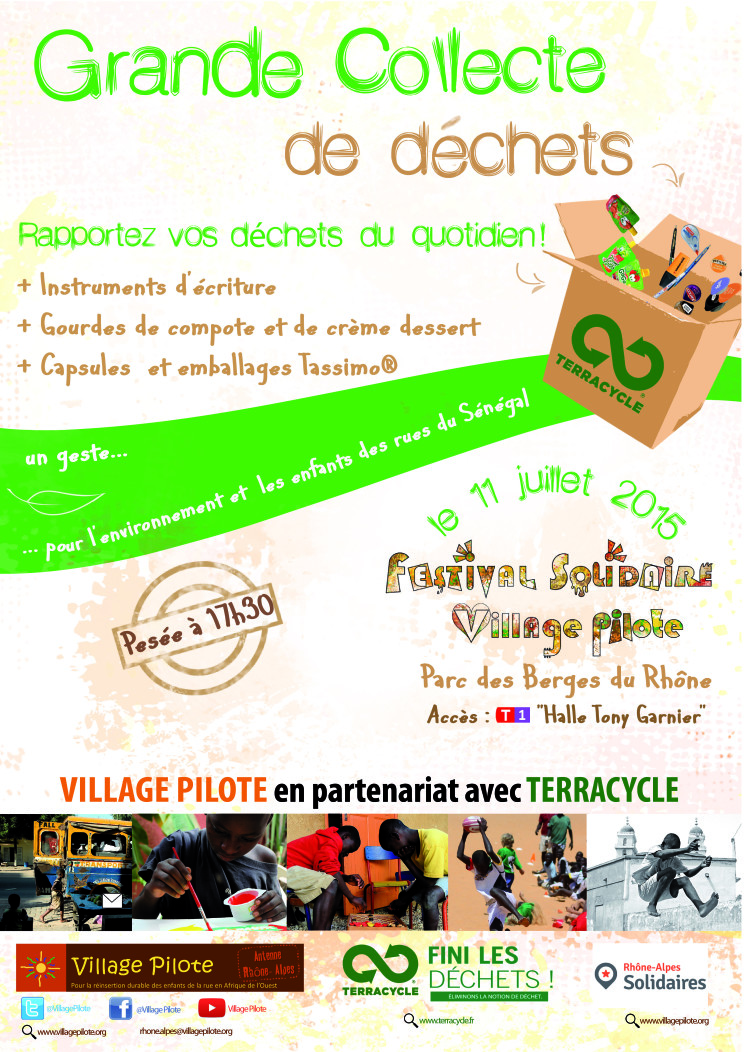 Grande Collecte
de déchets
Rapportez vos déchets du quotidien!
+ Instruments d'écriture
+ Gourdes de compote et de crème dessert
+ Capsules et emballages Tassimo®
TERRACYCLE®
un geste...
... pour l'environnement et les enfants des rues du Sénégal
le 11 juillet 2015
Festival Solidaire
Village Pilote
Pesée à 17h30
Parc des Berges du Rhône
Accès : T1 "Halle Tony Garnier"
VILLAGE PILOTE en partenariat avec TERRACYCLE
Village Pilote
Antenne
Rhône-Alpes
Pour la réinsertion durable des enfants de la rue en Afrique de l'Ouest
TERRACYCLE®
FINI LES
DÉCHETS !
ÉLIMINONS LA NOTION DE DÉCHET.
Rhône-Alpes
Solidaires
@VillagePilote
@Village Pilote
YouTube
Village Pilote
www.villagepilote.org
rhone.alpes@villagepilote.org
www.terracycle.fr
www.villagepilote.org